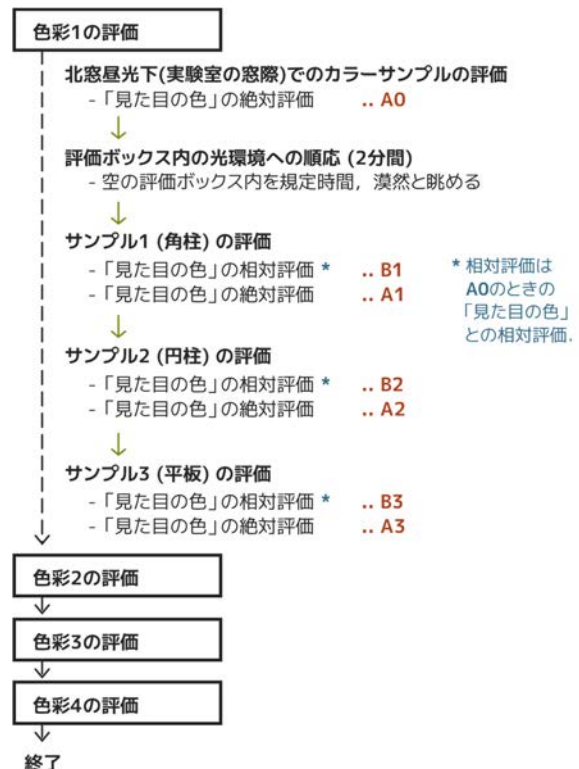 色彩1の評価
北窓昼光下(実験室の窓際)でのカラーサンプルの評価
- 「見た目の色」の絶対評価 .. A0
評価ボックス内の光環境への順応 (2分間)
- 空の評価ボックス内を規定時間，漠然と眺める
サンプル1 (角柱) の評価
- 「見た目の色」の相対評価 * .. B1
- 「見た目の色」の絶対評価 .. A1
* 相対評価は
A0のときの
「見た目の色」
との相対評価.
サンプル2 (円柱) の評価
- 「見た目の色」の相対評価 * .. B2
- 「見た目の色」の絶対評価 .. A2
サンプル3 (平板) の評価
- 「見た目の色」の相対評価 * .. B3
- 「見た目の色」の絶対評価 .. A3
色彩2の評価
色彩3の評価
色彩4の評価
終了